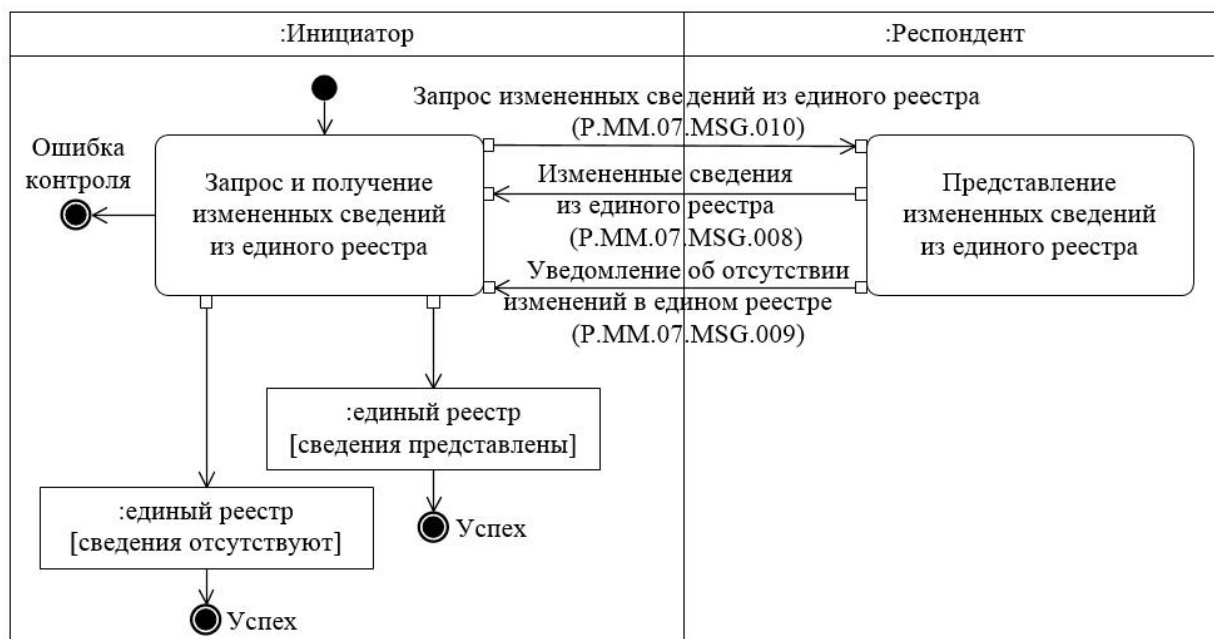 :Инициатор
:Респондент
Запрос измененных сведений из единого реестра
(P.MM.07.MSG.010)
Ошибка
контроля
Запрос и получение
измененных сведений
из единого реестра
Измененные сведения
из единого реестра
(P.MM.07.MSG.008)
Уведомление об отсутствии
изменений в едином реестре
(P.MM.07.MSG.009)
Представление
измененных сведений
из единого реестра
:единый реестр
[сведения представлены]
Успех
:единый реестр
[сведения отсутствуют]
Успех